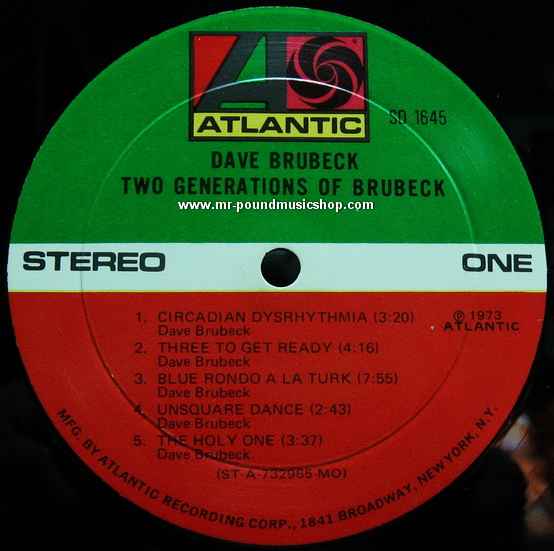 ATLANTIC
SD 1645
DAVE BRUBECK
TWO GENERATIONS OF BRUBECK
www.mr-poundmusicshop.com
STEREO
ONE
1. CIRCADIAN DYSRHYTHMIA (3:20)
Dave Brubeck
2. THREE TO GET READY (4:16)
Dave Brubeck
3. BLUE RONDO A LA TURK (7:55)
Dave Brubeck
4. UNSQUARE DANCE (2:43)
Dave Brubeck
5. THE HOLY ONE (3:37)
Dave Brubeck
(ST-A-732965-MO)
℗ 1973
ATLANTIC
MFG. BY ATLANTIC RECORDING CORP., 1841 BROADWAY, NEW YORK, N.Y.